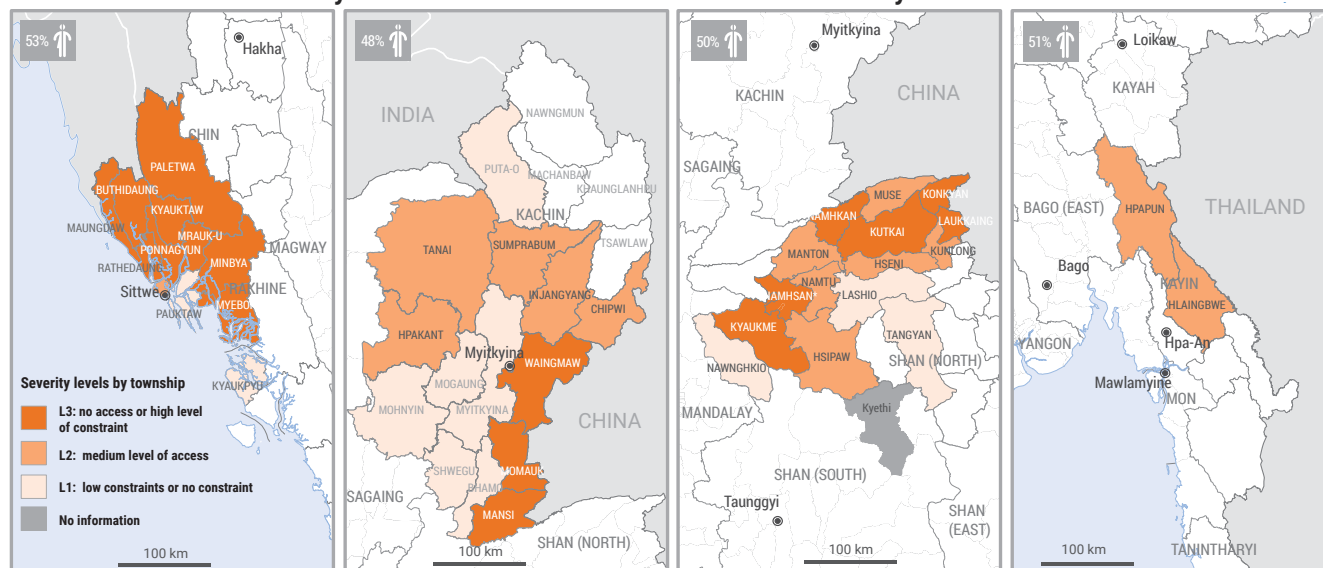 53%
Hakha
CHIN
PALETWA
BUTHIDAUNG
KYAUKTAW
MAUNGDAW
MRAUK-U
MAGWAY
PONNAGYUN
MINBYA
RATHEDAUNG
RAKHINE
Sittwe
MYEBON
PAUKTAW
KYAUKPYU
Severity levels by township
L3: no access or high level
of constraint
L2: medium level of access
L1: low constraints or no constraint
No information
100 km
48%
INDIA
NAWNGMUN
PUTA-O
MACHANBAW
KHAUNGLANHPU
KACHIN
TANAI
SUMPRABUM
TSAWLAW
INJANGYANG
CHIPWI
HPAKANT
Myitkyina
WAINGMAW
MOGAUNG
MOHNYIN
MYITKYINA
CHINA
SHWEGU
MOMAUK
BHAMO
SAGAING
MANSI
SHAN (NORTH)
100 km
50%
Myitkyina
KACHIN
CHINA
SAGAING
MUSE
KONKYAN
NAMHKAN
LAUKKAING
KUTKAI
MANTON
KUNLONG
HSENI
NAMTU
NAMHSAN
LASHIO
KYAUKME
TANGYAN
HSIPAW
SHAN (NORTH)
NAWNGHKIO
MANDALAY
Kyethi
SHAN (SOUTH)
Taunggyi
SHAN
(EAST)
100 km
51%
Loikaw
KAYAH
BAGO (EAST)
HPAPUN
THAILAND
Bago
KAYIN
HLAINGBWE
YANGON
Hpa-An
Mawlamyine
MON
TANINTHARYI
100 km